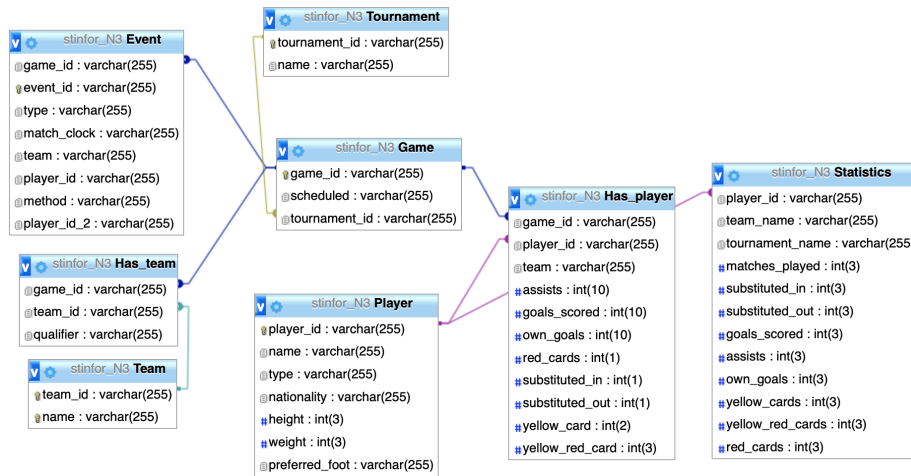 stinfor_N3 Event
game_id : varchar(255)
event_id : varchar(255)
type : varchar(255)
match_clock : varchar(255)
team : varchar(255)
player_id : varchar(255)
method : varchar(255)
player_id_2 : varchar(255)
stinfor_N3 Tournament
tournament_id : varchar(255)
name : varchar(255)
stinfor_N3 Game
game_id : varchar(255)
scheduled : varchar(255)
tournament_id : varchar(255)
stinfor_N3 Has_player
game_id : varchar(255)
player_id : varchar(255)
team : varchar(255)
assists : int(10)
goals_scored : int(10)
own_goals : int(10)
red_cards : int(1)
substituted_in : int(1)
substituted_out : int(1)
yellow_card : int(2)
yellow_red_card : int(3)
stinfor_N3 Statistics
player_id : varchar(255)
team_name : varchar(255)
tournament_name : varchar(255
matches_played : int(3)
substituted_in : int(3)
substituted_out : int(3)
goals_scored : int(3)
assists : int(3)
own_goals : int(3)
yellow_cards : int(3)
yellow_red_cards : int(3)
red_cards : int(3)
stinfor_N3 Has_team
game_id : varchar(255)
team_id : varchar(255)
qualifier : varchar(255)
stinfor_N3 Team
team_id : varchar(255)
name : varchar(255)
stinfor_N3 Player
player_id : varchar(255)
name : varchar(255)
type : varchar(255)
nationality : varchar(255)
height : int(3)
weight : int(3)
preferred_foot : varchar(255)